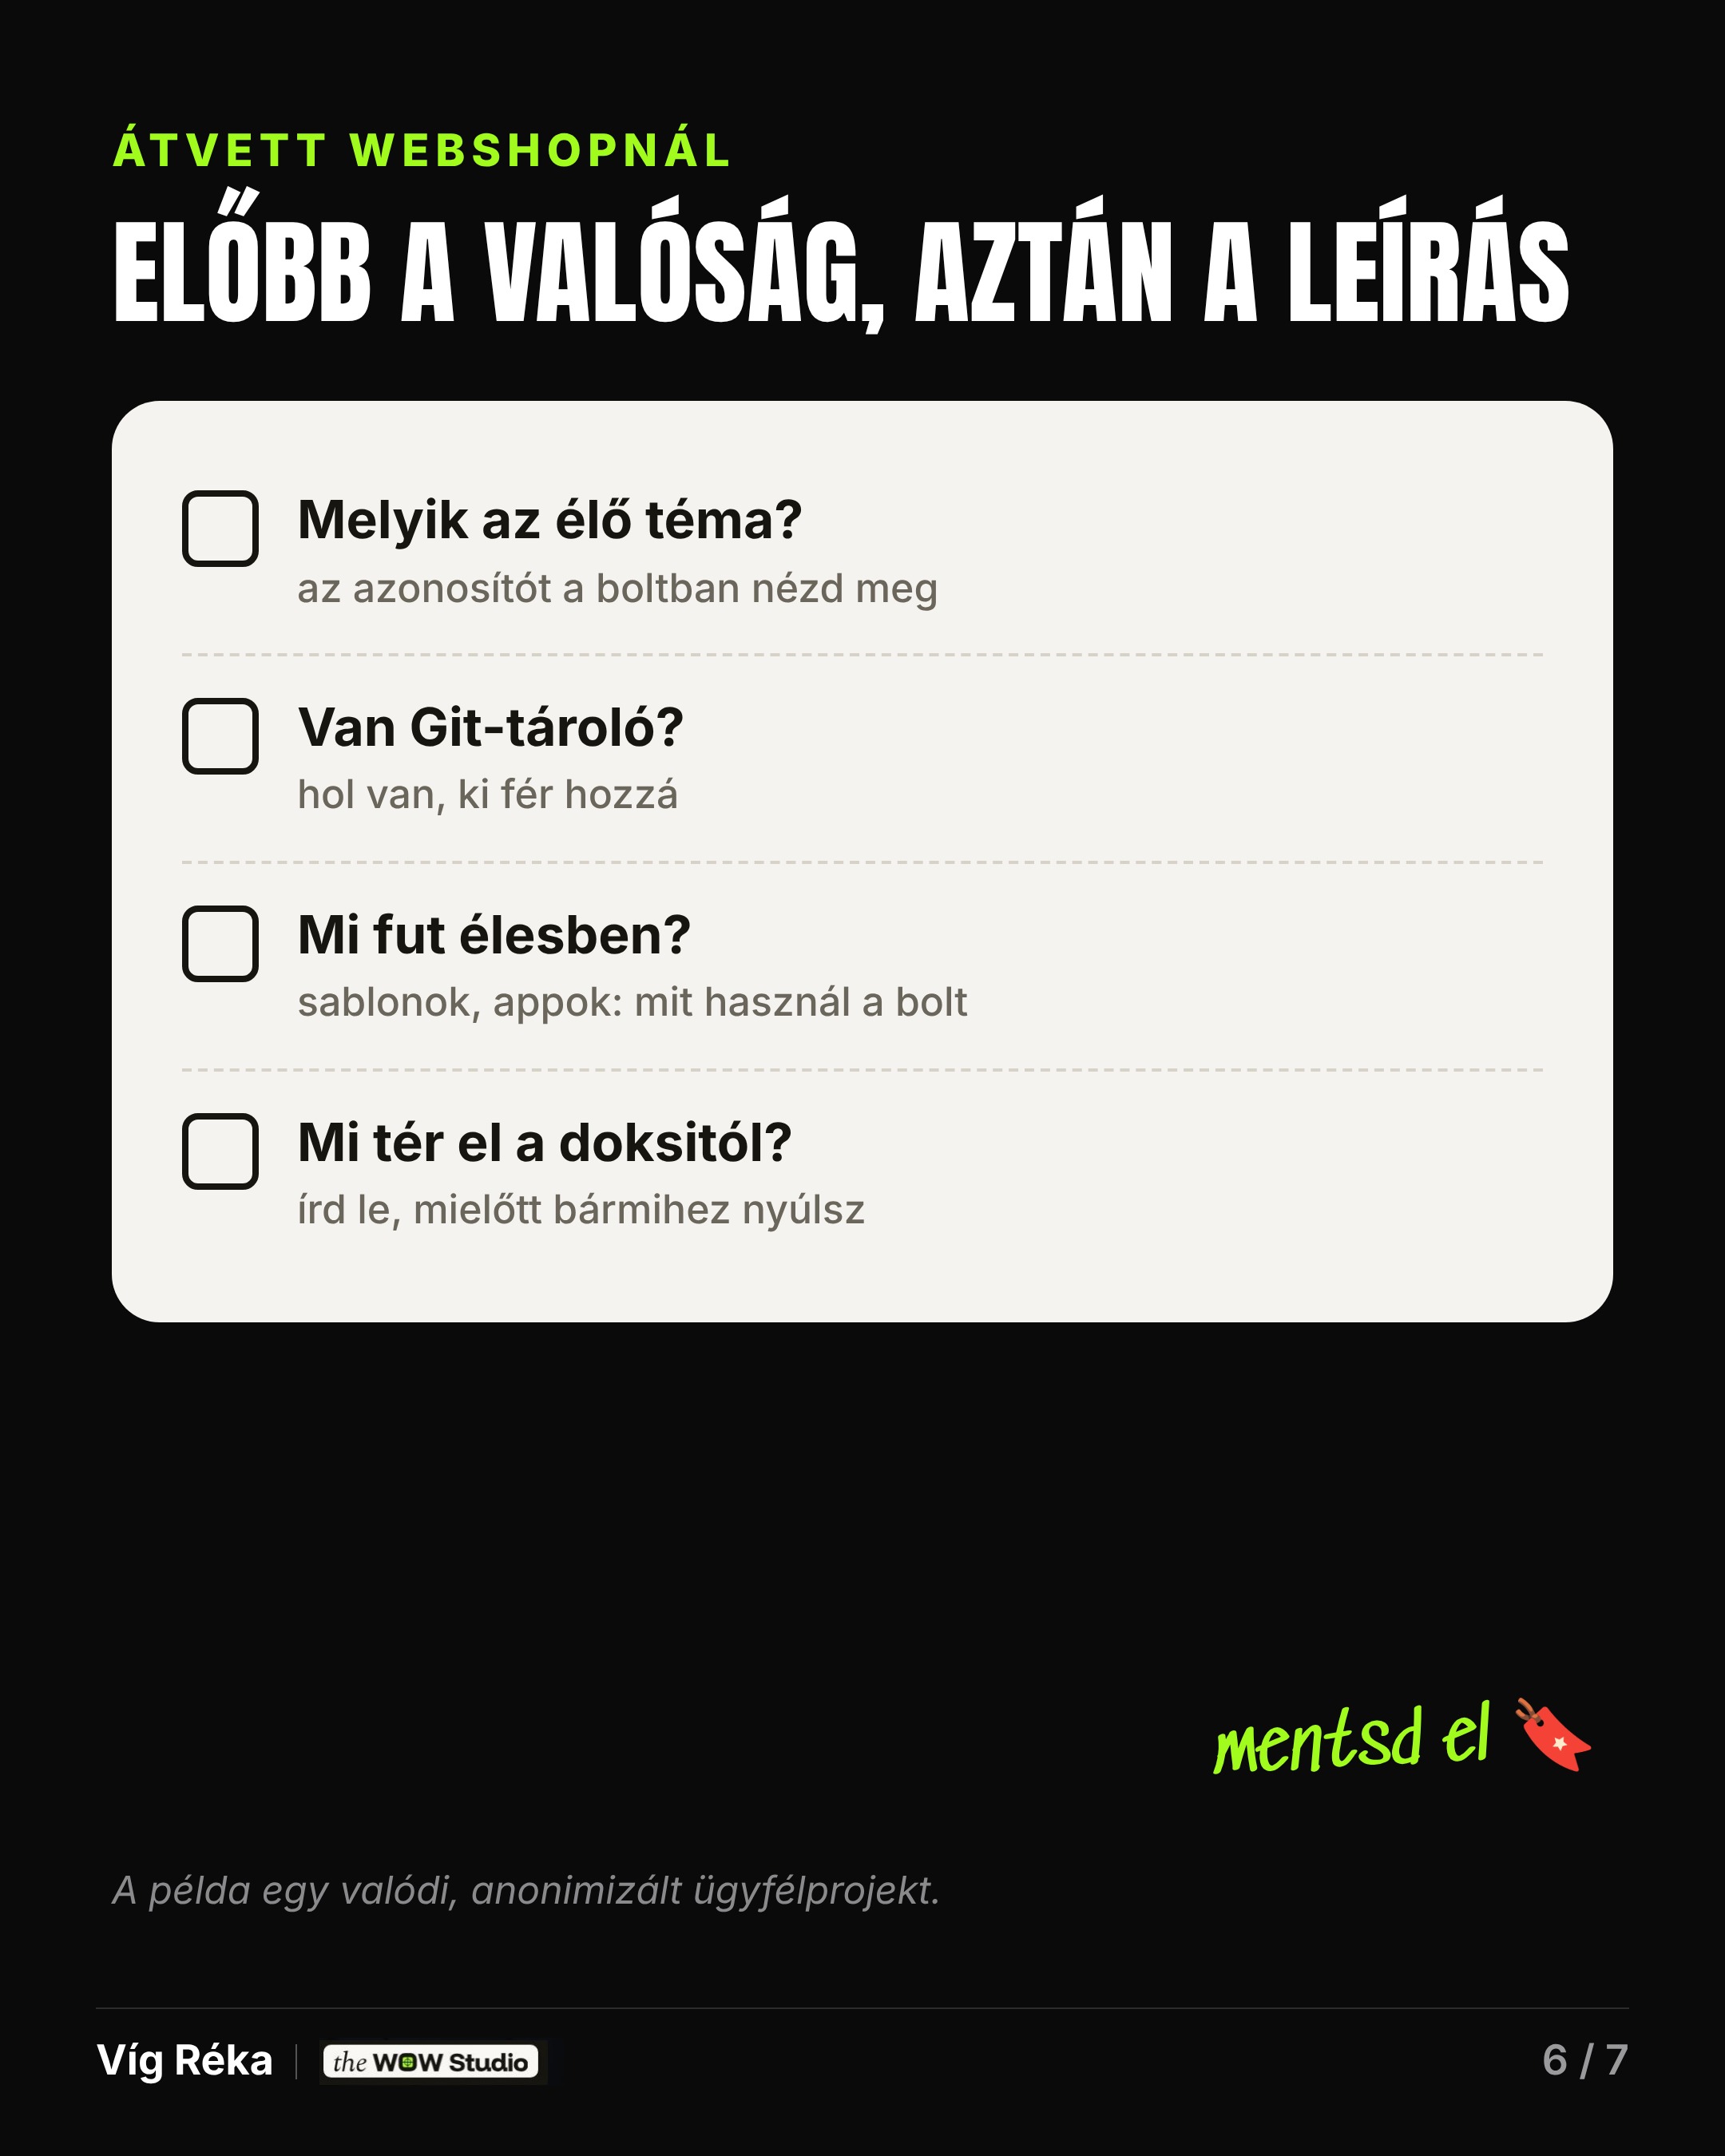 ÁTVETT WEBSHOPNÁL
ELŐBB A VALÓSÁG, AZTÁN A LEÍRÁS
Melyik az élő téma?
az azonosítót a boltban nézd meg
Van Git-tároló?
hol van, ki fér hozzá
Mi fut élesben?
sablonok, appok: mit használ a bolt
Mi tér el a doksitól?
írd le, mielőtt bármihez nyúlsz
mentsd el
A példa egy valódi, anonimizált ügyfélprojekt.
Víg Réka | the WOW Studio
6 / 7